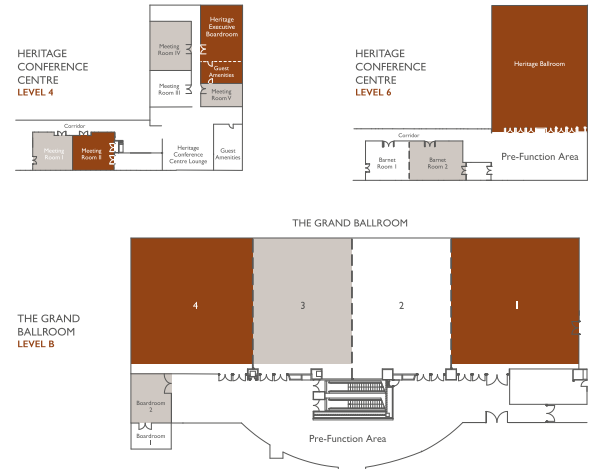 HERITAGE
CONFERENCE
CENTRE
LEVEL 4
Heritage
Executive
Boardroom
Meeting
Room IV
Guest
Amenities
Meeting
Room III
Meeting
Room V
Corridor
Meeting
Room I
Meeting
Room II
Heritage
Conference
Centre Lounge
Guest
Amenities
HERITAGE
CONFERENCE
CENTRE
LEVEL 6
Heritage Ballroom
Corridor
Barnet
Room 1
Barnet
Room 2
Pre-Function Area
THE GRAND BALLROOM
THE GRAND
BALLROOM
LEVEL B
4
3
2
1
Boardroom
2
Boardroom
1
Pre-Function Area